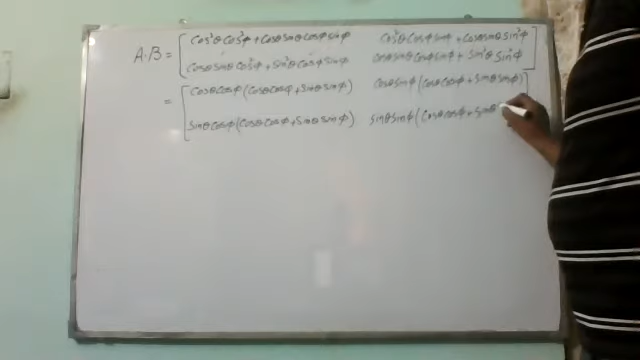 A·B = [ Cos²θ Cos²φ + Cosθ Sinθ Cosφ Sinφ   Cos²θ Cosφ Sinφ + Cosθ Sinθ Sin²φ
Cosθ Sinθ Cos²φ + Sin²θ Cosφ Sinφ   Cosθ Sinθ Cosφ Sinφ + Sin²θ Sin²φ ]
= [ Cosθ Cosφ (Cosθ Cosφ + Sinθ Sinφ)   Cosθ Sinφ (Cosθ Cosφ + Sinθ Sinφ)
Sinθ Cosφ (Cosθ Cosφ + Sinθ Sinφ)   Sinθ Sinφ (Cosθ Cosφ + Sinθ